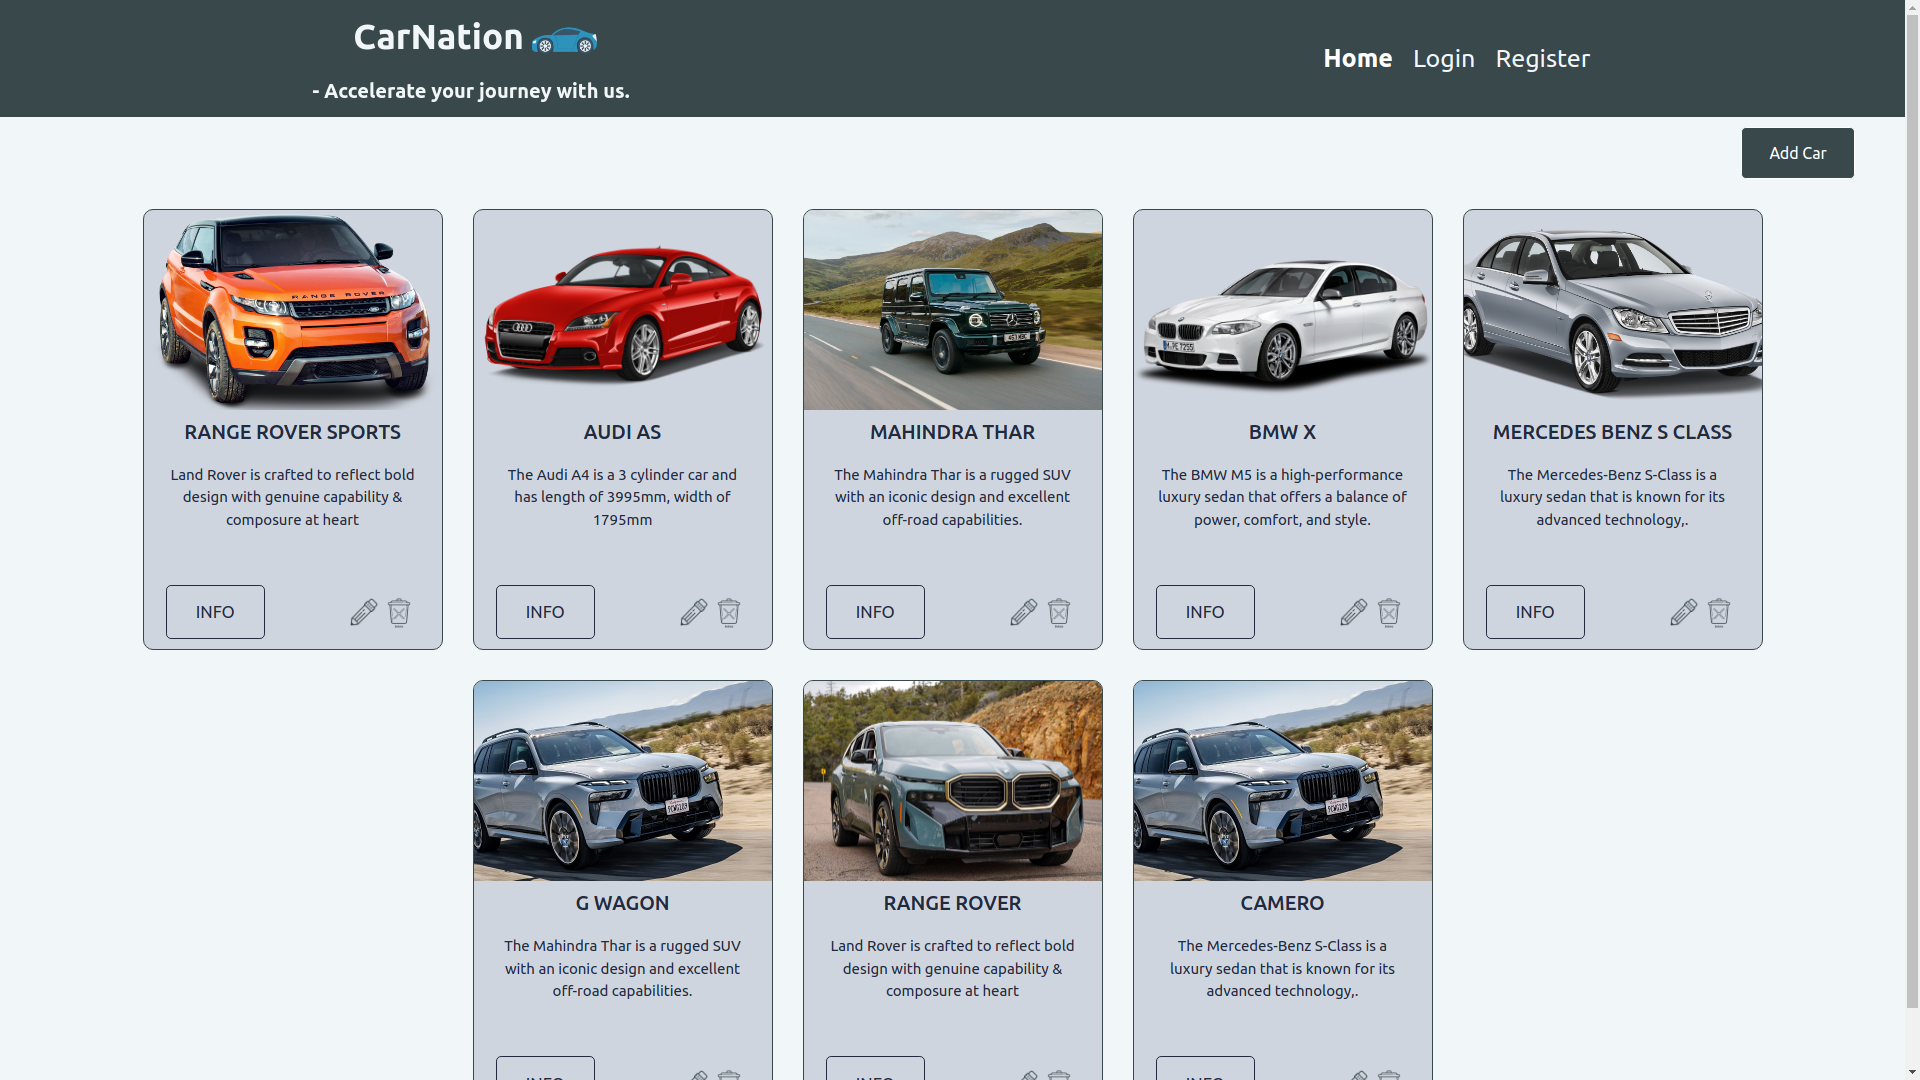 CarNation
- Accelerate your journey with us.
Home Login Register
Add Car
RANGE ROVER SPORTS
Land Rover is crafted to reflect bold
design with genuine capability &
composure at heart
INFO
AUDI AS
The Audi A4 is a 3 cylinder car and
has length of 3995mm, width of
1795mm
INFO
MAHINDRA THAR
The Mahindra Thar is a rugged SUV
with an iconic design and excellent
off-road capabilities.
INFO
BMW X
The BMW M5 is a high-performance
luxury sedan that offers a balance of
power, comfort, and style.
INFO
MERCEDES BENZ S CLASS
The Mercedes-Benz S-Class is a
luxury sedan that is known for its
advanced technology,.
INFO
G WAGON
The Mahindra Thar is a rugged SUV
with an iconic design and excellent
off-road capabilities.
INFO
RANGE ROVER
Land Rover is crafted to reflect bold
design with genuine capability &
composure at heart
INFO
CAMERO
The Mercedes-Benz S-Class is a
luxury sedan that is known for its
advanced technology,.
INFO